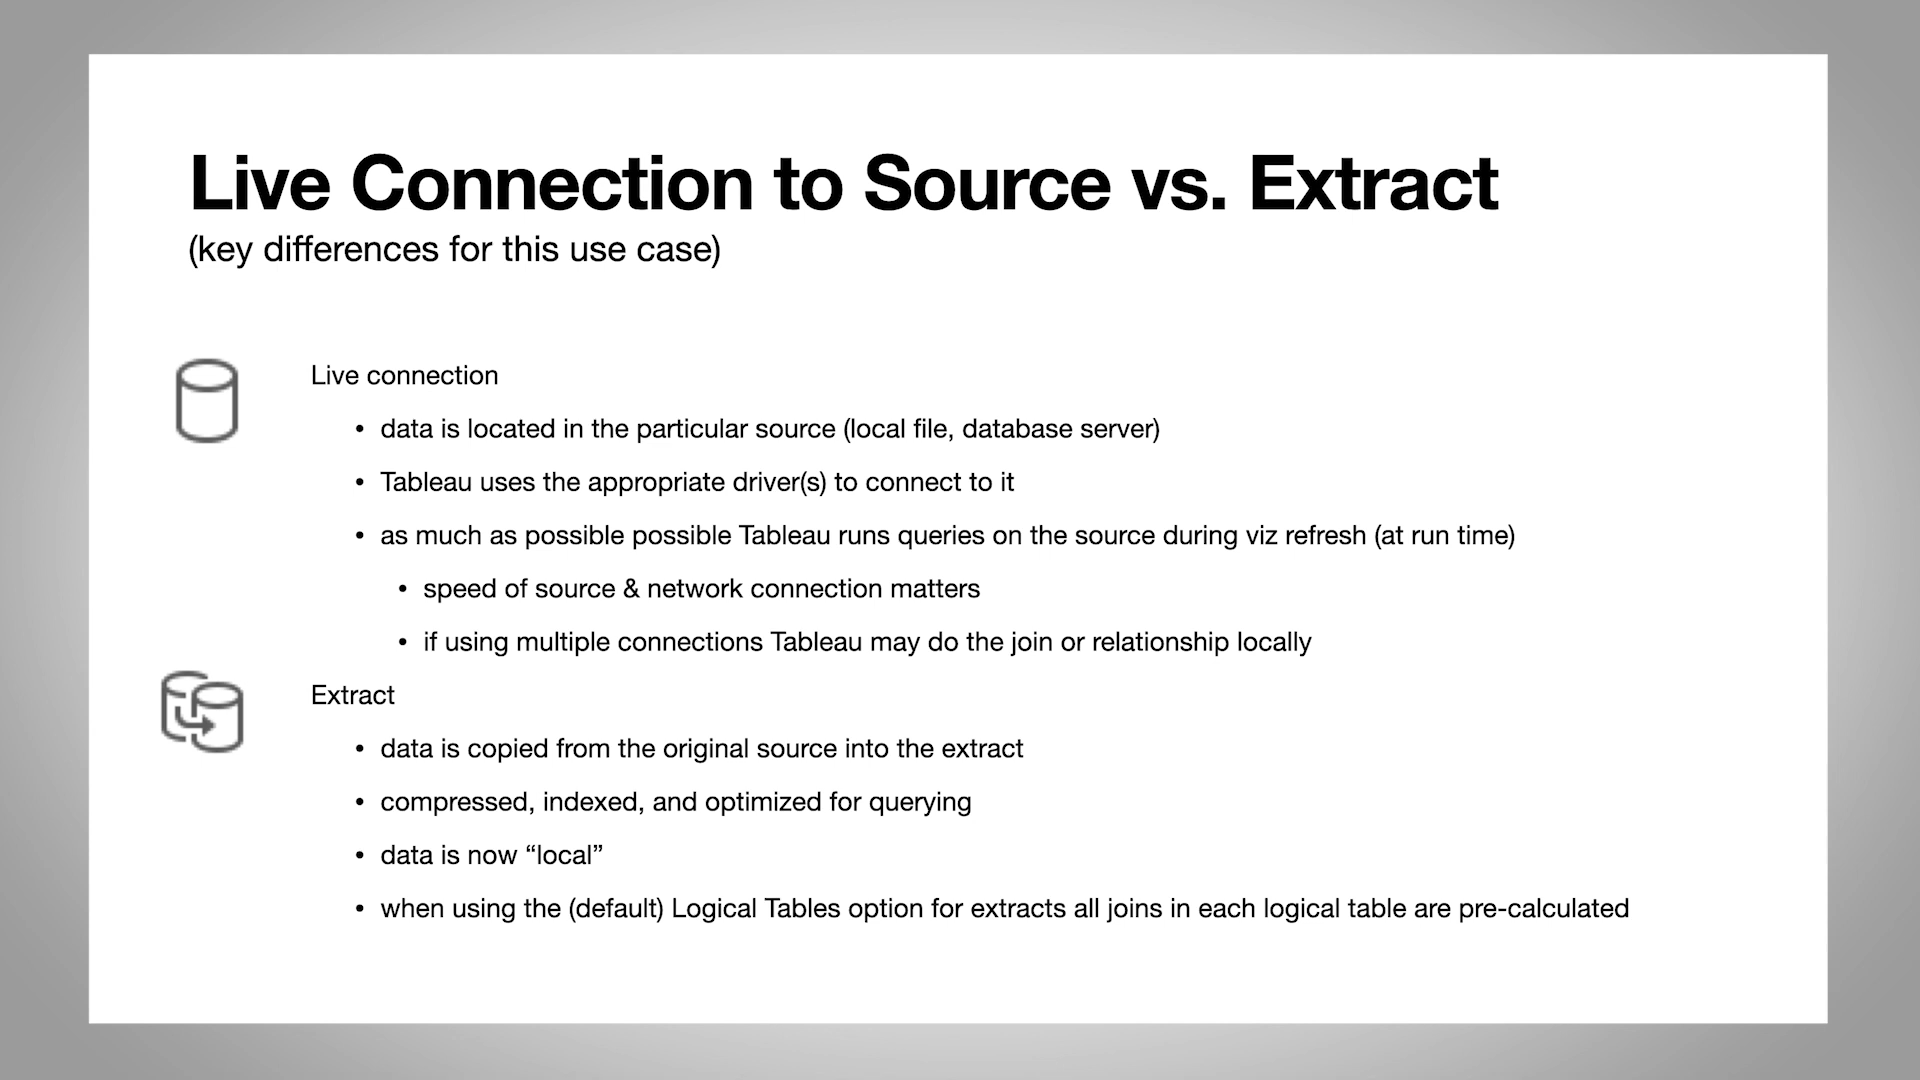 Live Connection to Source vs. Extract
(key differences for this use case)
Live connection
• data is located in the particular source (local file, database server)
• Tableau uses the appropriate driver(s) to connect to it
• as much as possible possible Tableau runs queries on the source during viz refresh (at run time)
• speed of source & network connection matters
• if using multiple connections Tableau may do the join or relationship locally
Extract
• data is copied from the original source into the extract
• compressed, indexed, and optimized for querying
• data is now “local”
• when using the (default) Logical Tables option for extracts all joins in each logical table are pre-calculated